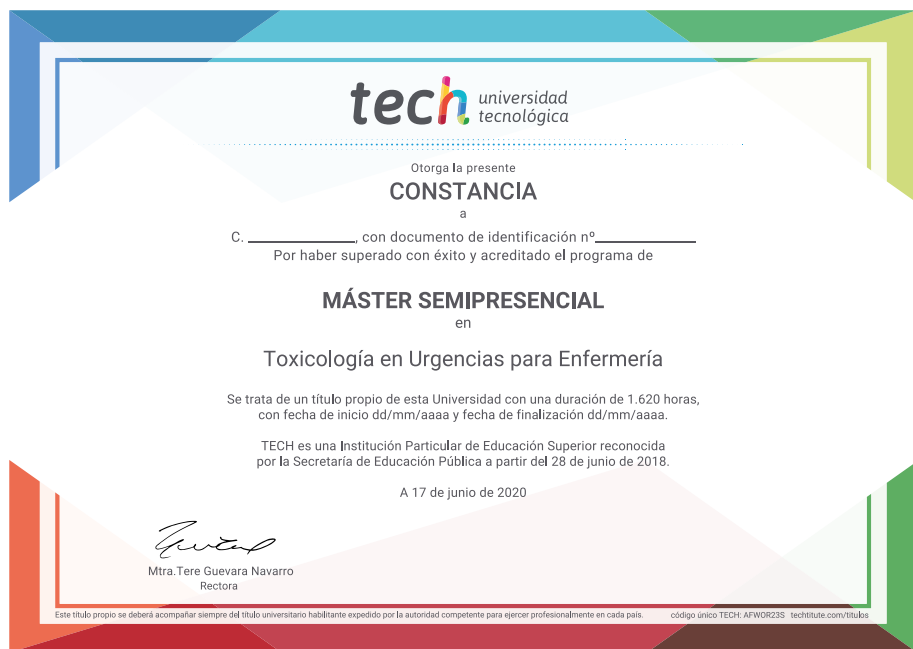 tech universidad
tecnológica
Otorga la presente
CONSTANCIA
a
C. ____________, con documento de identificación nº____________
Por haber superado con éxito y acreditado el programa de
MÁSTER SEMIPRESENCIAL
en
Toxicología en Urgencias para Enfermería
Se trata de un título propio de esta Universidad con una duración de 1.620 horas,
con fecha de inicio dd/mm/aaaa y fecha de finalización dd/mm/aaaa.
TECH es una Institución Particular de Educación Superior reconocida
por la Secretaría de Educación Pública a partir del 28 de junio de 2018.
A 17 de junio de 2020
Mtra.Tere Guevara Navarro
Rectora
Este título propio se deberá acompañar siempre del título universitario habilitante expedido por la autoridad competente para ejercer profesionalmente en cada país. código único TECH: AFWOR23S techtitute.com/titulos